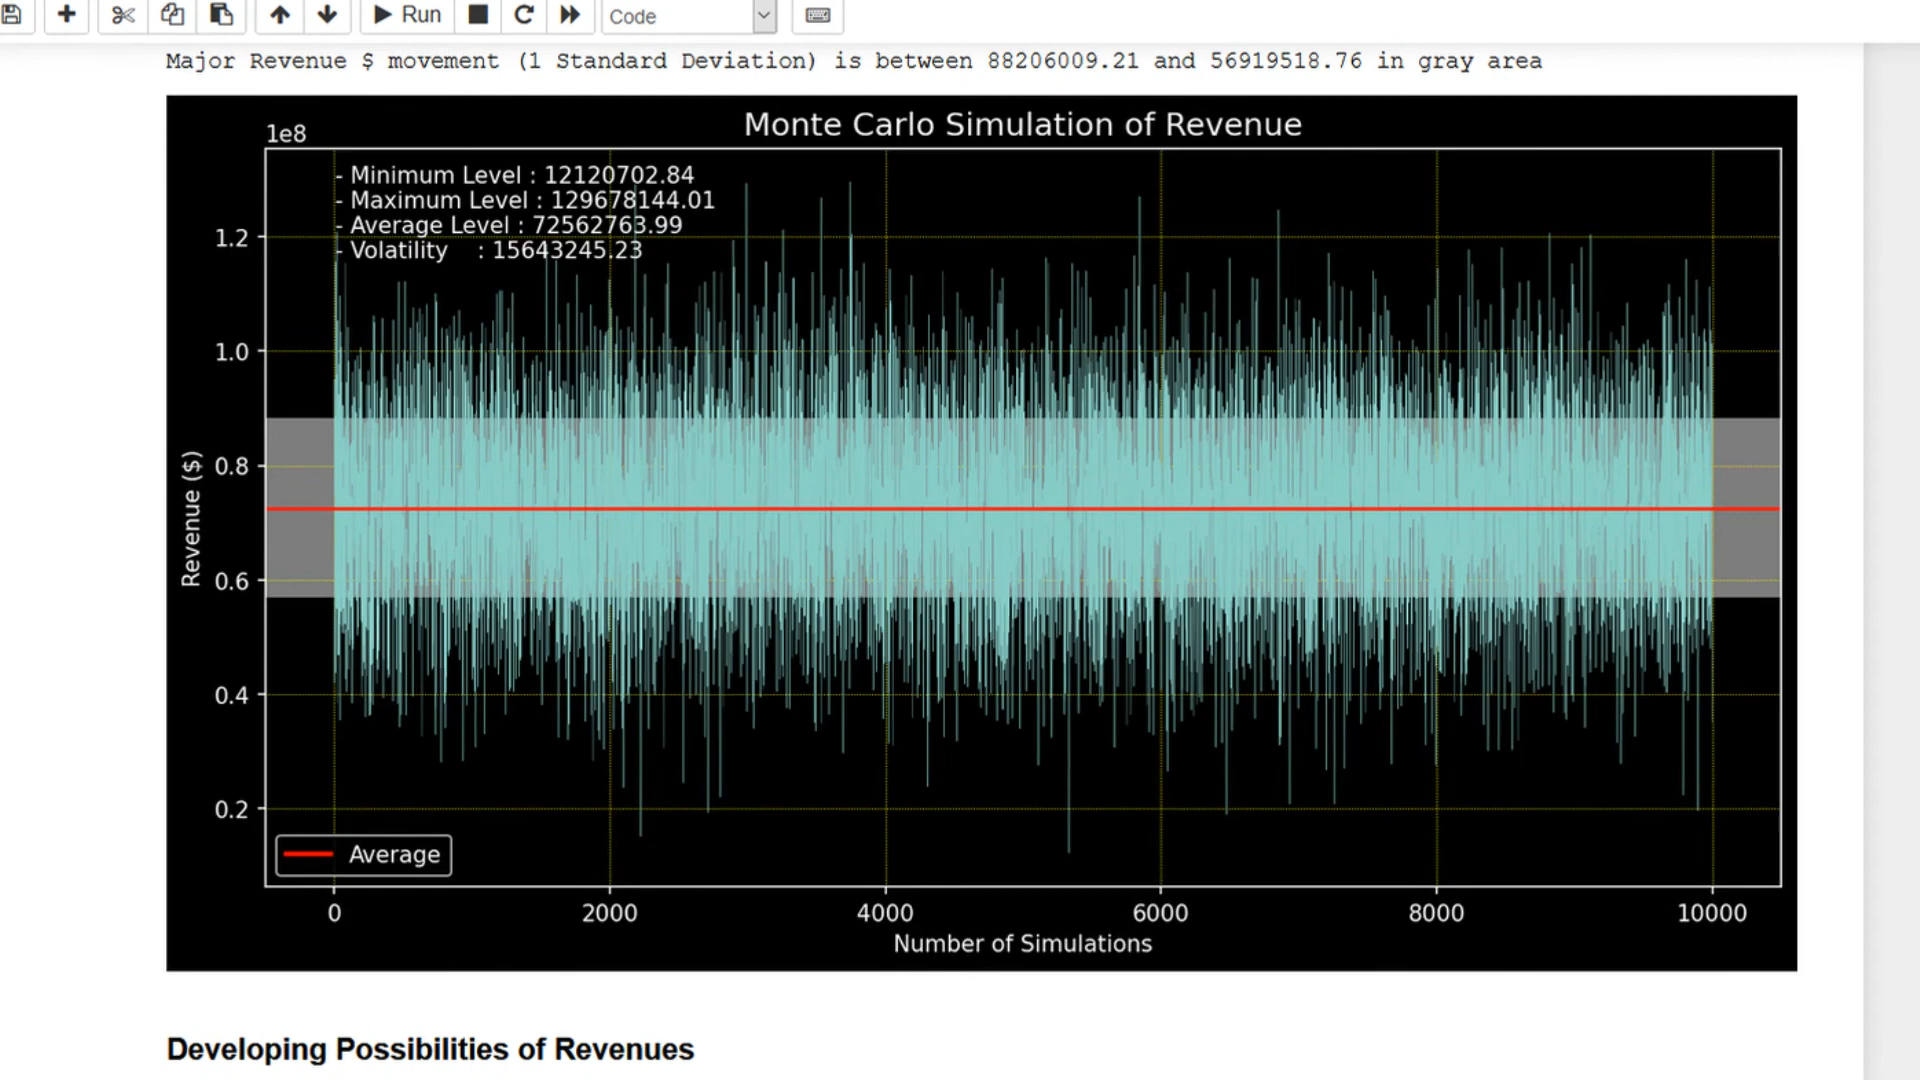 Run
Code
Major Revenue $ movement (1 Standard Deviation) is between 88206009.21 and 56919518.76 in gray area
Monte Carlo Simulation of Revenue
1e8
- Minimum Level : 12120702.84
- Maximum Level : 129678144.01
- Average Level : 72562763.99
- Volatility : 15643245.23
1.2
1.0
0.8
0.6
0.4
0.2
Revenue ($)
Average
0 2000 4000 6000 8000 10000
Number of Simulations
Developing Possibilities of Revenues